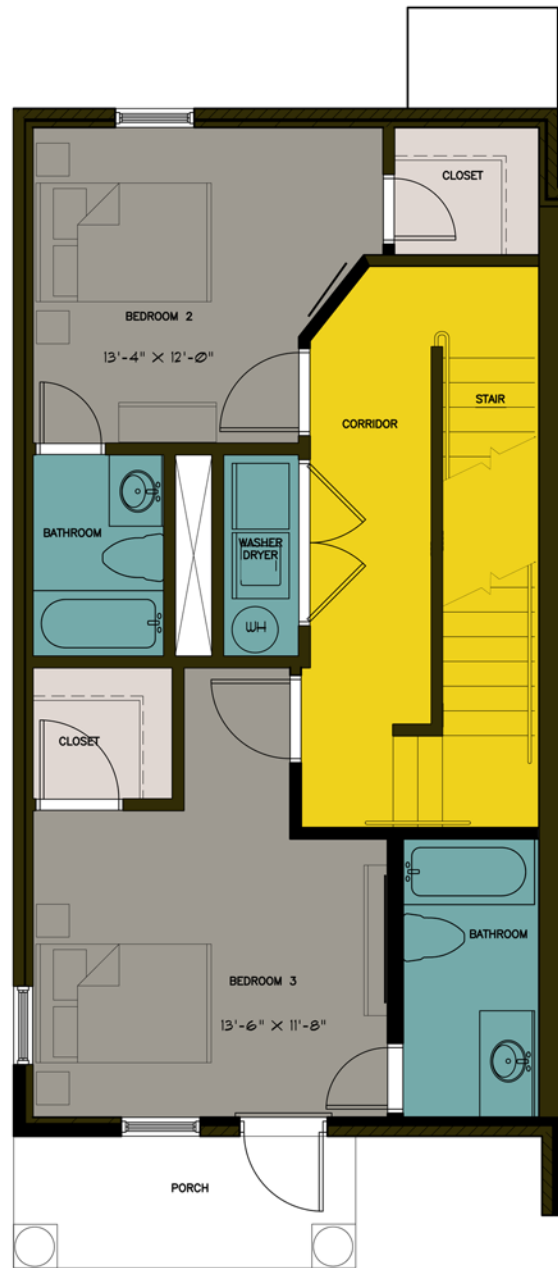 CLOSET
BEDROOM 2
13'-4" X 12'-0"
STAIR
CORRIDOR
BATHROOM
WASHER
DRYER
WH
CLOSET
BATHROOM
BEDROOM 3
13'-6" X 11'-8"
PORCH